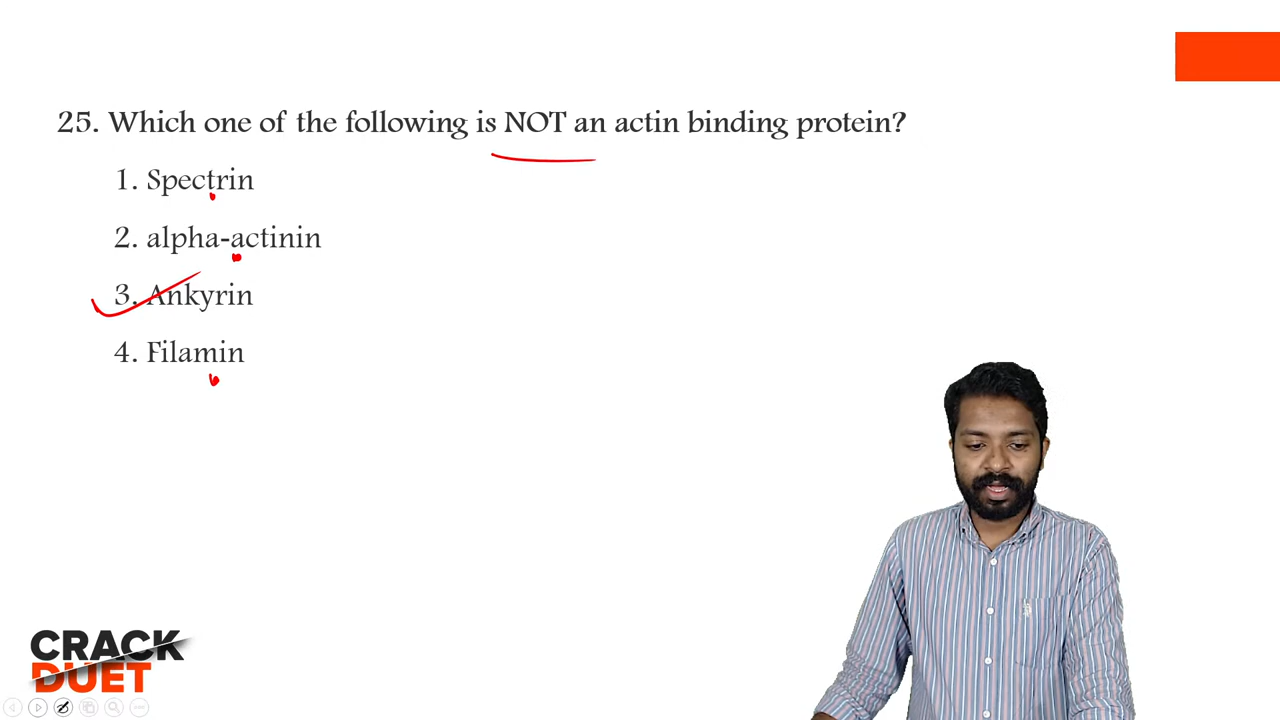 25. Which one of the following is NOT an actin binding protein?
1. Spectrin
2. alpha-actinin
3. Ankyrin
4. Filamin
CRACK
DUET